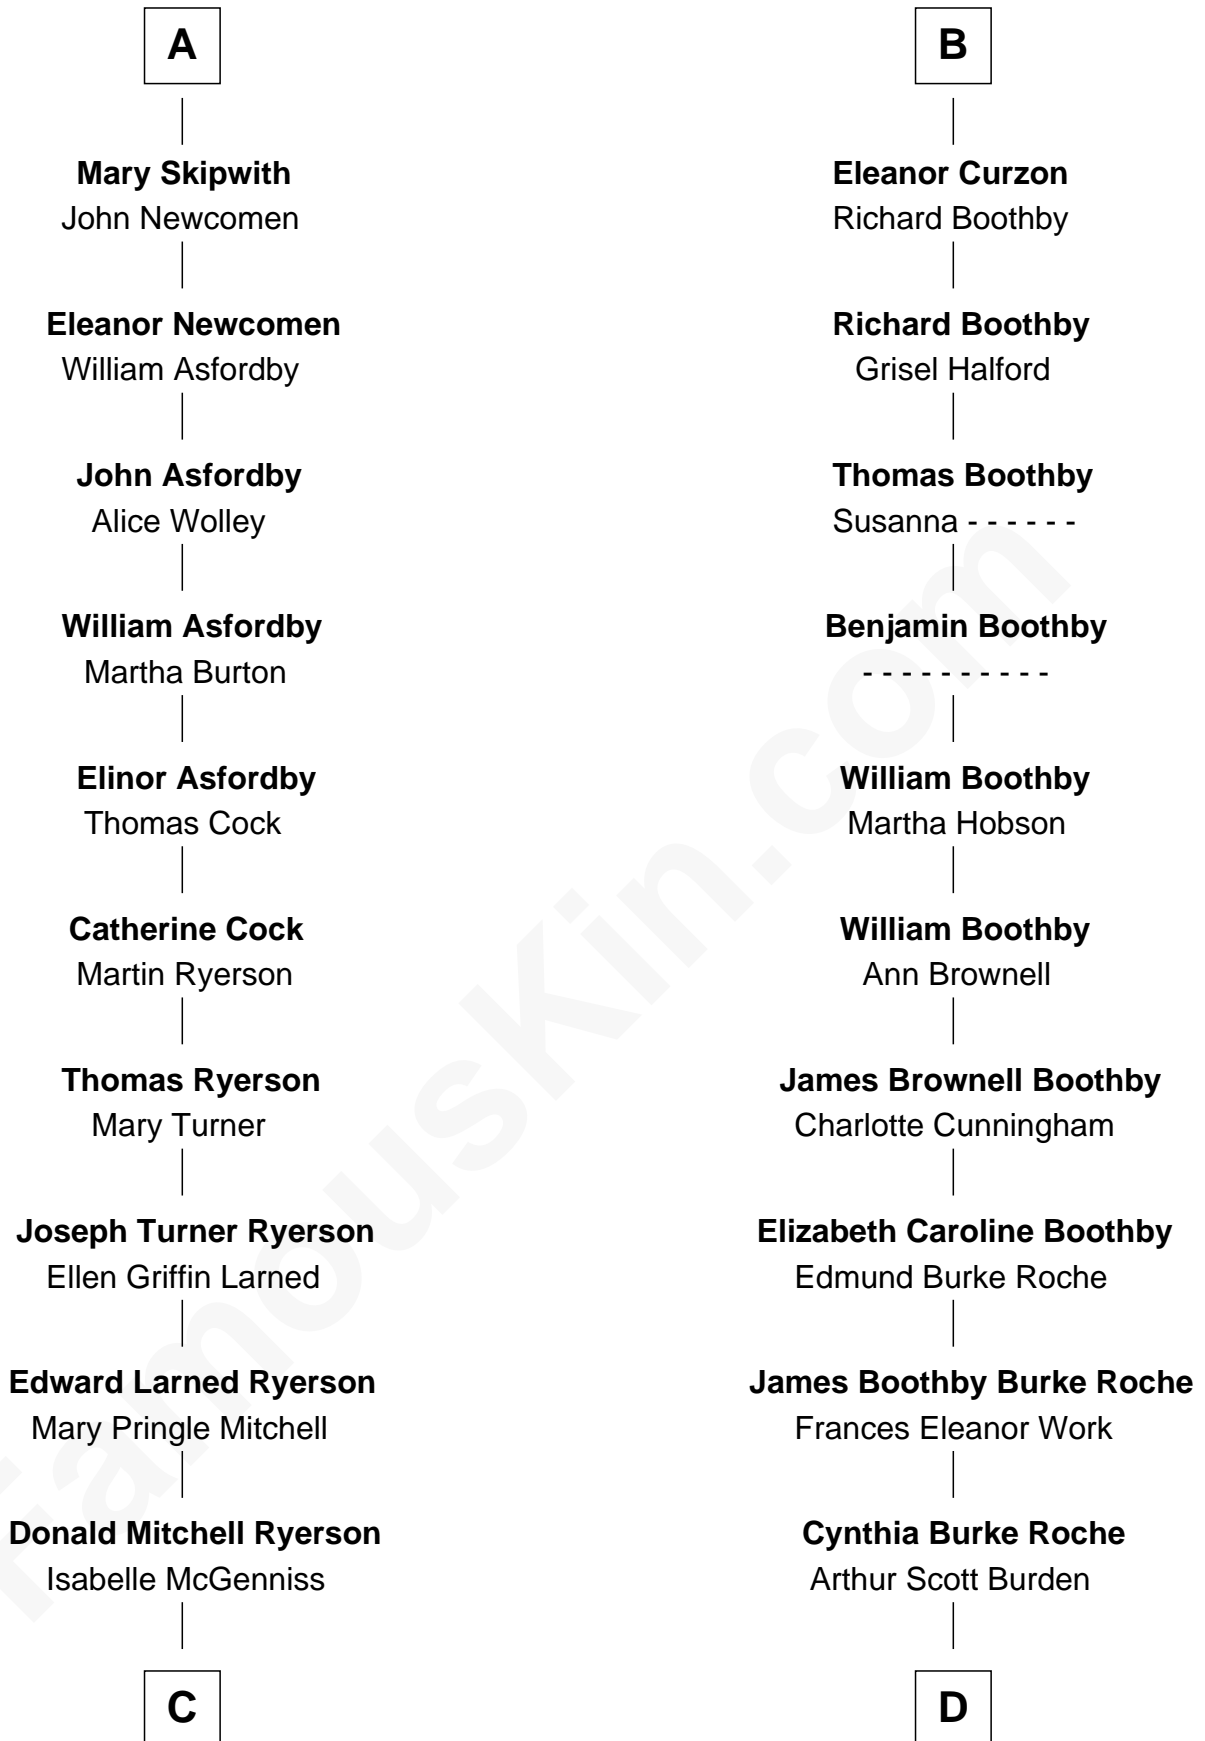 A
Mary Skipwith
John Newcomen
Eleanor Newcomen
William Asfordby
John Asfordby
Alice Wolley
William Asfordby
Martha Burton
Elinor Asfordby
Thomas Cock
Catherine Cock
Martin Ryerson
Thomas Ryerson
Mary Turner
Joseph Turner Ryerson
Ellen Griffin Larned
Edward Larned Ryerson
Mary Pringle Mitchell
Donald Mitchell Ryerson
Isabelle McGenniss
C
B
Eleanor Curzon
Richard Boothby
Richard Boothby
Grisel Halford
Thomas Boothby
Susanna - - - - - -
Benjamin Boothby
- - - - - - - - - -
William Boothby
Martha Hobson
William Boothby
Ann Brownell
James Brownell Boothby
Charlotte Cunningham
Elizabeth Caroline Boothby
Edmund Burke Roche
James Boothby Burke Roche
Frances Eleanor Work
Cynthia Burke Roche
Arthur Scott Burden
D
FamousKin.com